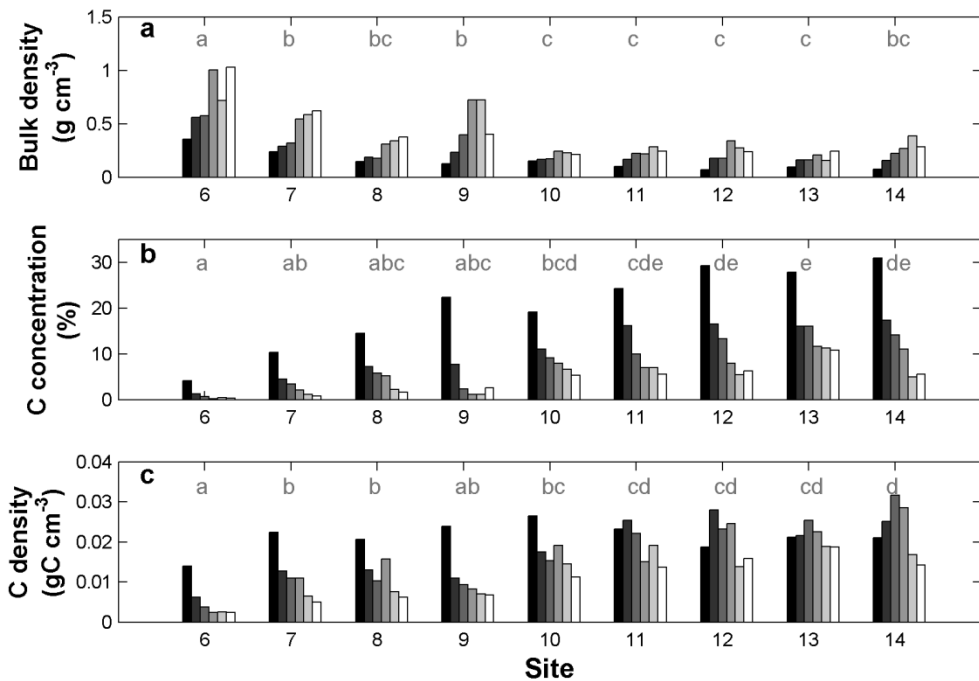 a
a b bc b c c c c bc
Bulk density
(g cm-3)
1.5
1
0.5
0
6 7 8 9 10 11 12 13 14
b
a ab abc abc bcd cde de e de
C concentration
(%)
30
20
10
0
6 7 8 9 10 11 12 13 14
c
a b b ab bc cd cd cd d
C density
(gC cm-3)
0.04
0.03
0.02
0.01
0
6 7 8 9 10 11 12 13 14
Site